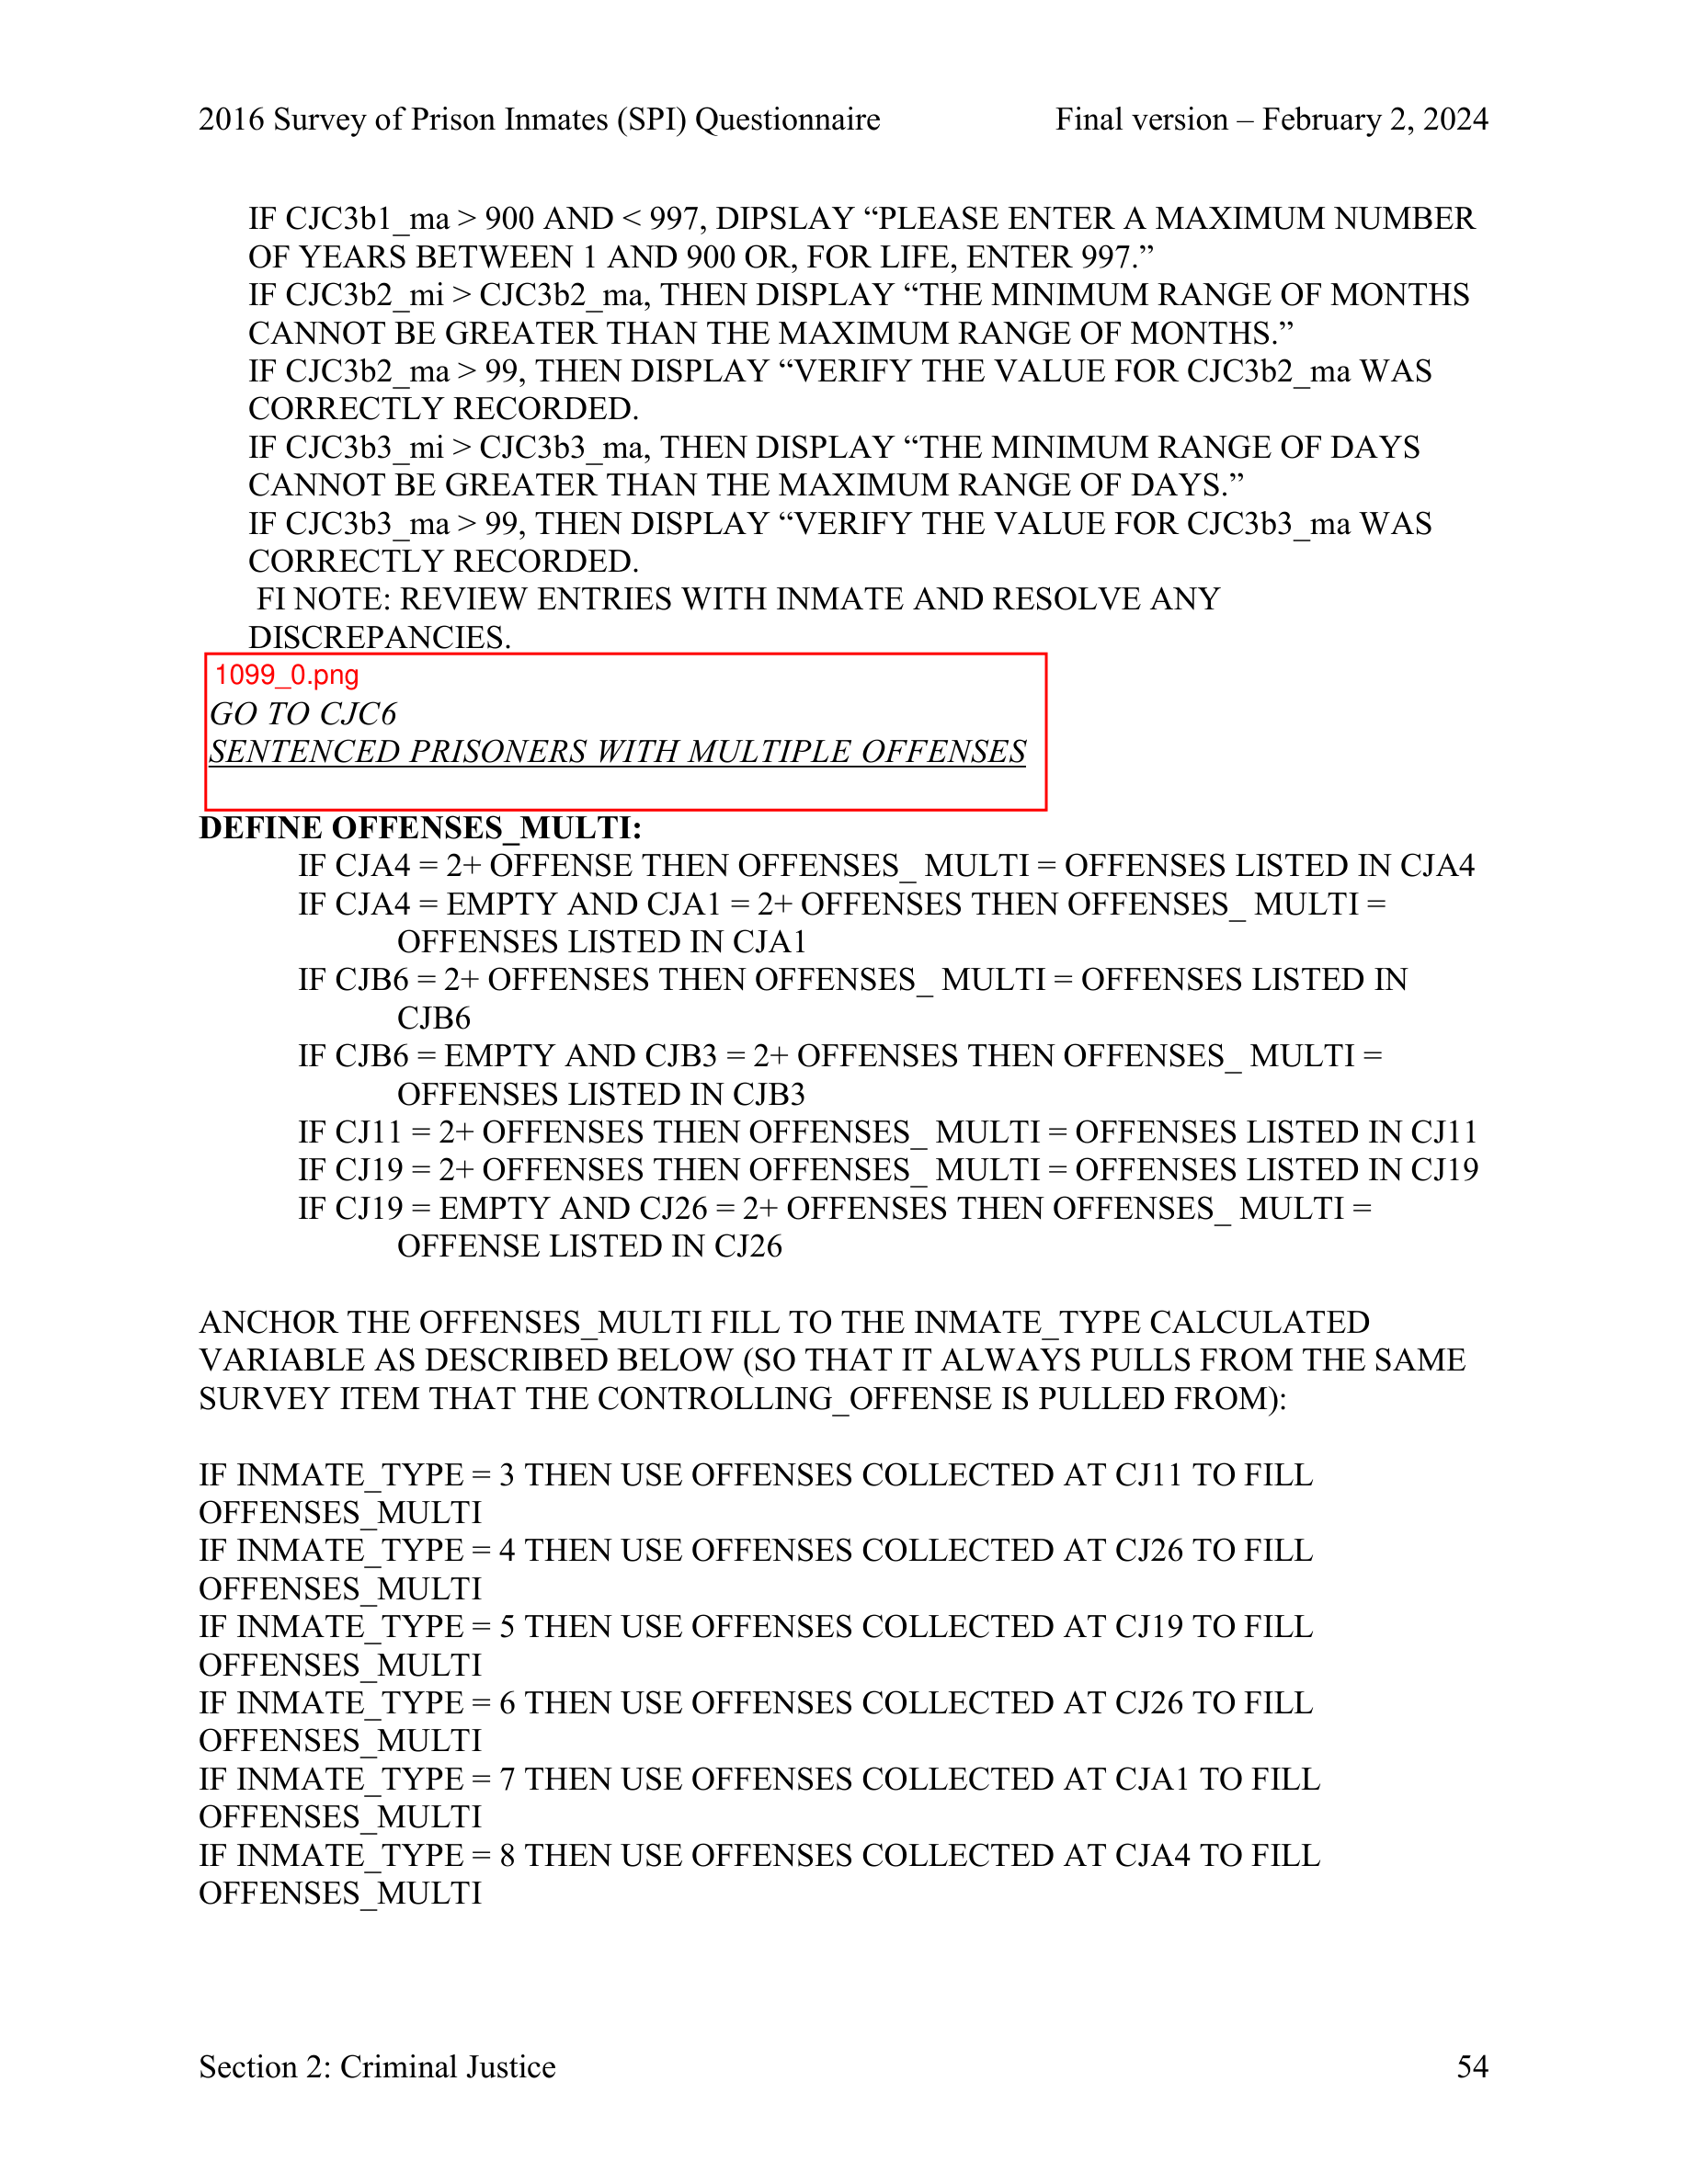 2016 Survey of Prison Inmates (SPI) Questionnaire Final version – February 2, 2024
IF CJC3b1_ma > 900 AND < 997, DIPSLAY “PLEASE ENTER A MAXIMUM NUMBER
OF YEARS BETWEEN 1 AND 900 OR, FOR LIFE, ENTER 997.”
IF CJC3b2_mi > CJC3b2_ma, THEN DISPLAY “THE MINIMUM RANGE OF MONTHS
CANNOT BE GREATER THAN THE MAXIMUM RANGE OF MONTHS.”
IF CJC3b2_ma > 99, THEN DISPLAY “VERIFY THE VALUE FOR CJC3b2_ma WAS
CORRECTLY RECORDED.
IF CJC3b3_mi > CJC3b3_ma, THEN DISPLAY “THE MINIMUM RANGE OF DAYS
CANNOT BE GREATER THAN THE MAXIMUM RANGE OF DAYS.”
IF CJC3b3_ma > 99, THEN DISPLAY “VERIFY THE VALUE FOR CJC3b3_ma WAS
CORRECTLY RECORDED.
FI NOTE: REVIEW ENTRIES WITH INMATE AND RESOLVE ANY
DISCREPANCIES.
1099_0.png
GO TO CJC6
SENTENCED PRISONERS WITH MULTIPLE OFFENSES
DEFINE OFFENSES_MULTI:
IF CJA4 = 2+ OFFENSE THEN OFFENSES_ MULTI = OFFENSES LISTED IN CJA4
IF CJA4 = EMPTY AND CJA1 = 2+ OFFENSES THEN OFFENSES_ MULTI =
OFFENSES LISTED IN CJA1
IF CJB6 = 2+ OFFENSES THEN OFFENSES_ MULTI = OFFENSES LISTED IN
CJB6
IF CJB6 = EMPTY AND CJB3 = 2+ OFFENSES THEN OFFENSES_ MULTI =
OFFENSES LISTED IN CJB3
IF CJ11 = 2+ OFFENSES THEN OFFENSES_ MULTI = OFFENSES LISTED IN CJ11
IF CJ19 = 2+ OFFENSES THEN OFFENSES_ MULTI = OFFENSES LISTED IN CJ19
IF CJ19 = EMPTY AND CJ26 = 2+ OFFENSES THEN OFFENSES_ MULTI =
OFFENSE LISTED IN CJ26
ANCHOR THE OFFENSES_MULTI FILL TO THE INMATE_TYPE CALCULATED
VARIABLE AS DESCRIBED BELOW (SO THAT IT ALWAYS PULLS FROM THE SAME
SURVEY ITEM THAT THE CONTROLLING_OFFENSE IS PULLED FROM):
IF INMATE_TYPE = 3 THEN USE OFFENSES COLLECTED AT CJ11 TO FILL
OFFENSES_MULTI
IF INMATE_TYPE = 4 THEN USE OFFENSES COLLECTED AT CJ26 TO FILL
OFFENSES_MULTI
IF INMATE_TYPE = 5 THEN USE OFFENSES COLLECTED AT CJ19 TO FILL
OFFENSES_MULTI
IF INMATE_TYPE = 6 THEN USE OFFENSES COLLECTED AT CJ26 TO FILL
OFFENSES_MULTI
IF INMATE_TYPE = 7 THEN USE OFFENSES COLLECTED AT CJA1 TO FILL
OFFENSES_MULTI
IF INMATE_TYPE = 8 THEN USE OFFENSES COLLECTED AT CJA4 TO FILL
OFFENSES_MULTI
Section 2: Criminal Justice 54